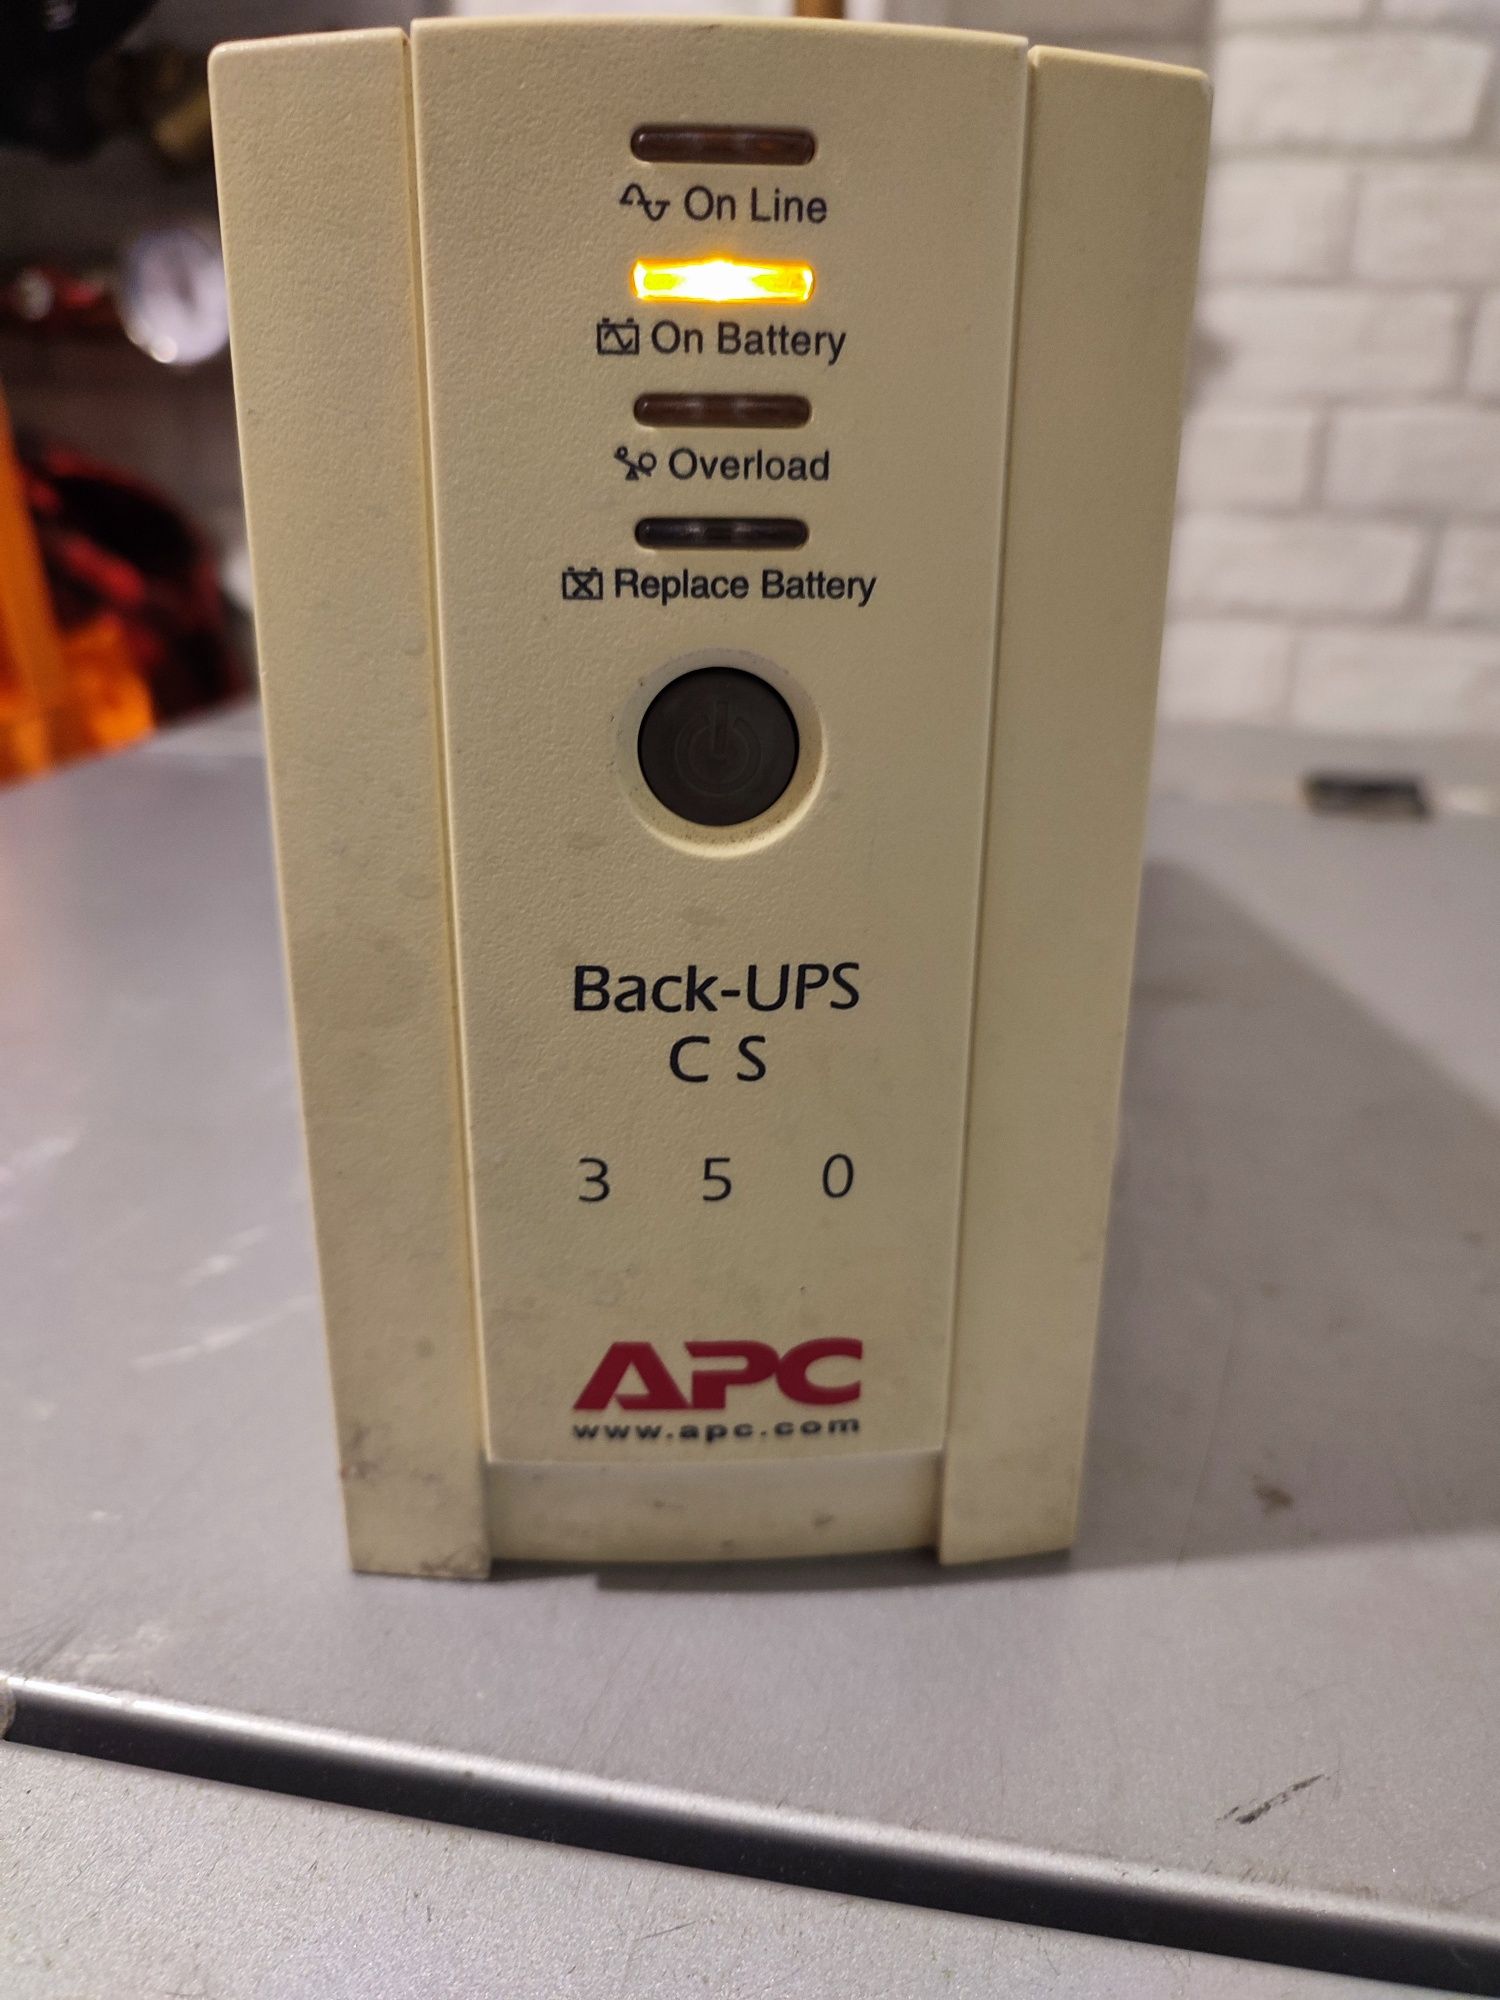 On Line
On Battery
Overload
Replace Battery
Back-UPS
CS
350
APC
www.apc.com